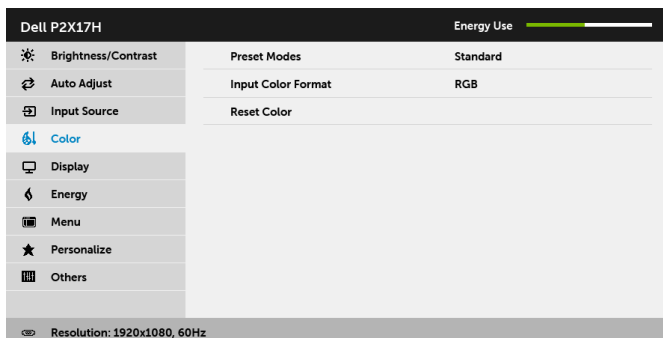 Dell P2X17H Energy Use
Brightness/Contrast Preset Modes Standard
Auto Adjust Input Color Format RGB
Input Source Reset Color
Color
Display
Energy
Menu
Personalize
Others
Resolution: 1920x1080, 60Hz